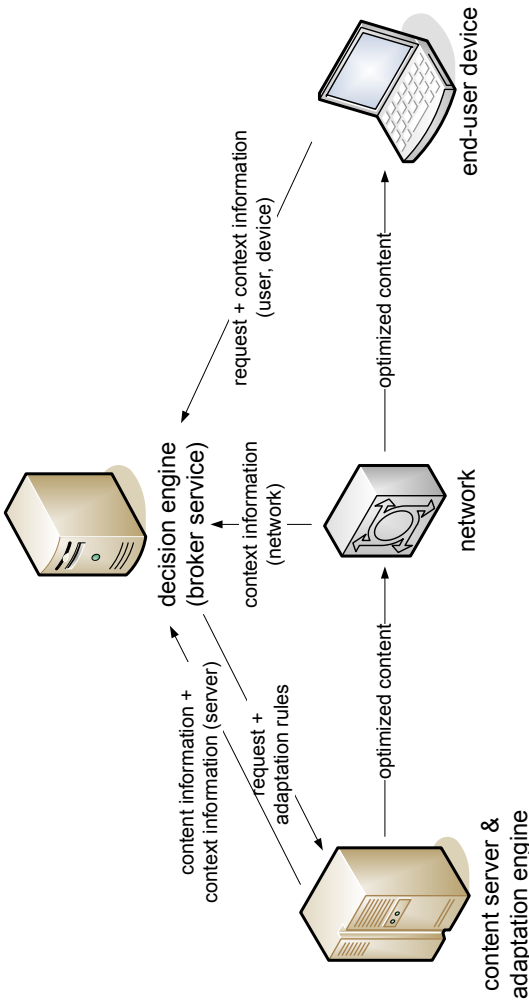 decision engine
(broker service)
content information +
context information (server)
request +
adaptation rules
context information
(network)
request + context information
(user, device)
content server &
adaptation engine
optimized content
network
optimized content
end-user device